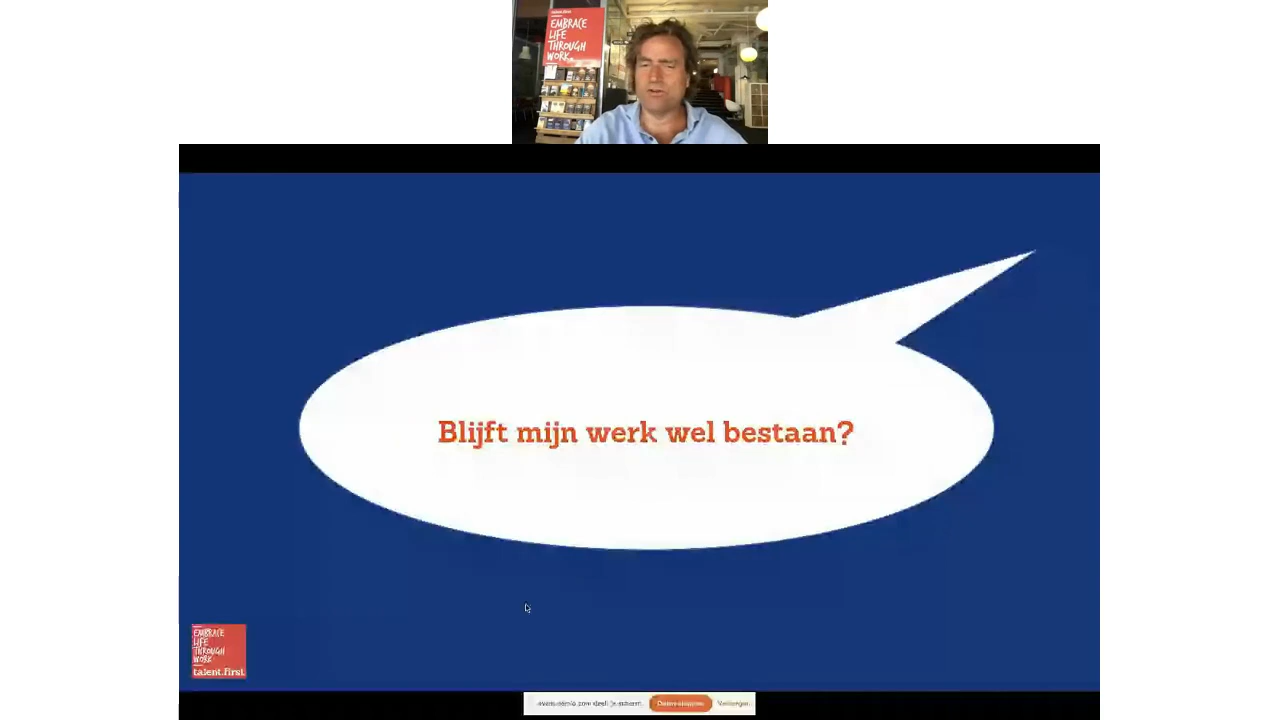 EMBRACE
LIFE
THROUGH
WORK
Blijft mijn werk wel bestaan?
EMBRACE
LIFE
THROUGH
WORK
talent.first